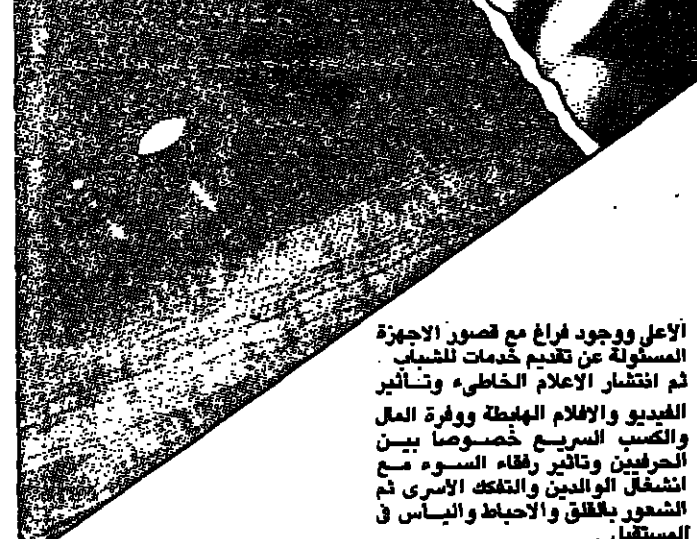 الأعلى ووجود فراغ مع قصور الاجهزة
المسئولة عن تقديم خدمات للشباب .
ثم انتشار الاعلام الخاطىء وتأثير
الفيديو والافلام الهابطة ووفرة المال
والكسب السريع خصوصا بين
الحرفيين وتأثير رفقاء السوء مع
انشغال الوالدين والتفكك الأسرى ثم
الشعور بالقلق والاحباط واليأس ق
المستقبل .